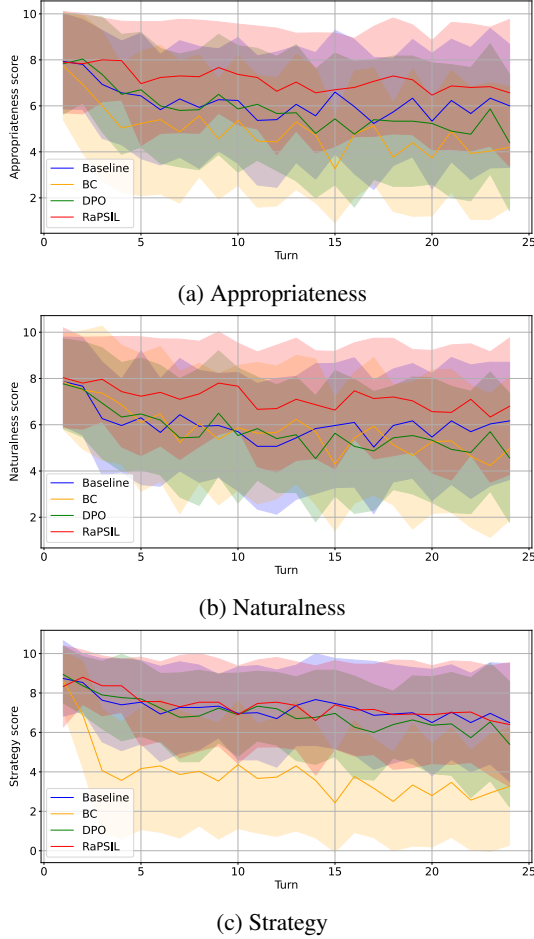 10
8
6
4
2
Appropriateness score
Baseline
BC
DPO
RaPSIL
0 5 10 15 20 25
Turn
(a) Appropriateness
10
8
6
4
2
Naturalness score
Baseline
BC
DPO
RaPSIL
0 5 10 15 20 25
Turn
(b) Naturalness
10
8
6
4
2
0
Strategy score
Baseline
BC
DPO
RaPSIL
0 5 10 15 20 25
Turn
(c) Strategy